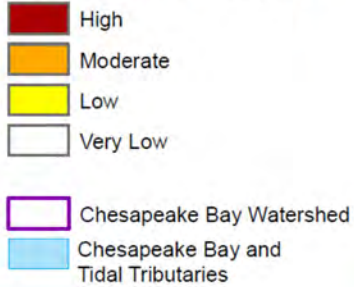 High
Moderate
Low
Very Low
Chesapeake Bay Watershed
Chesapeake Bay and
Tidal Tributaries